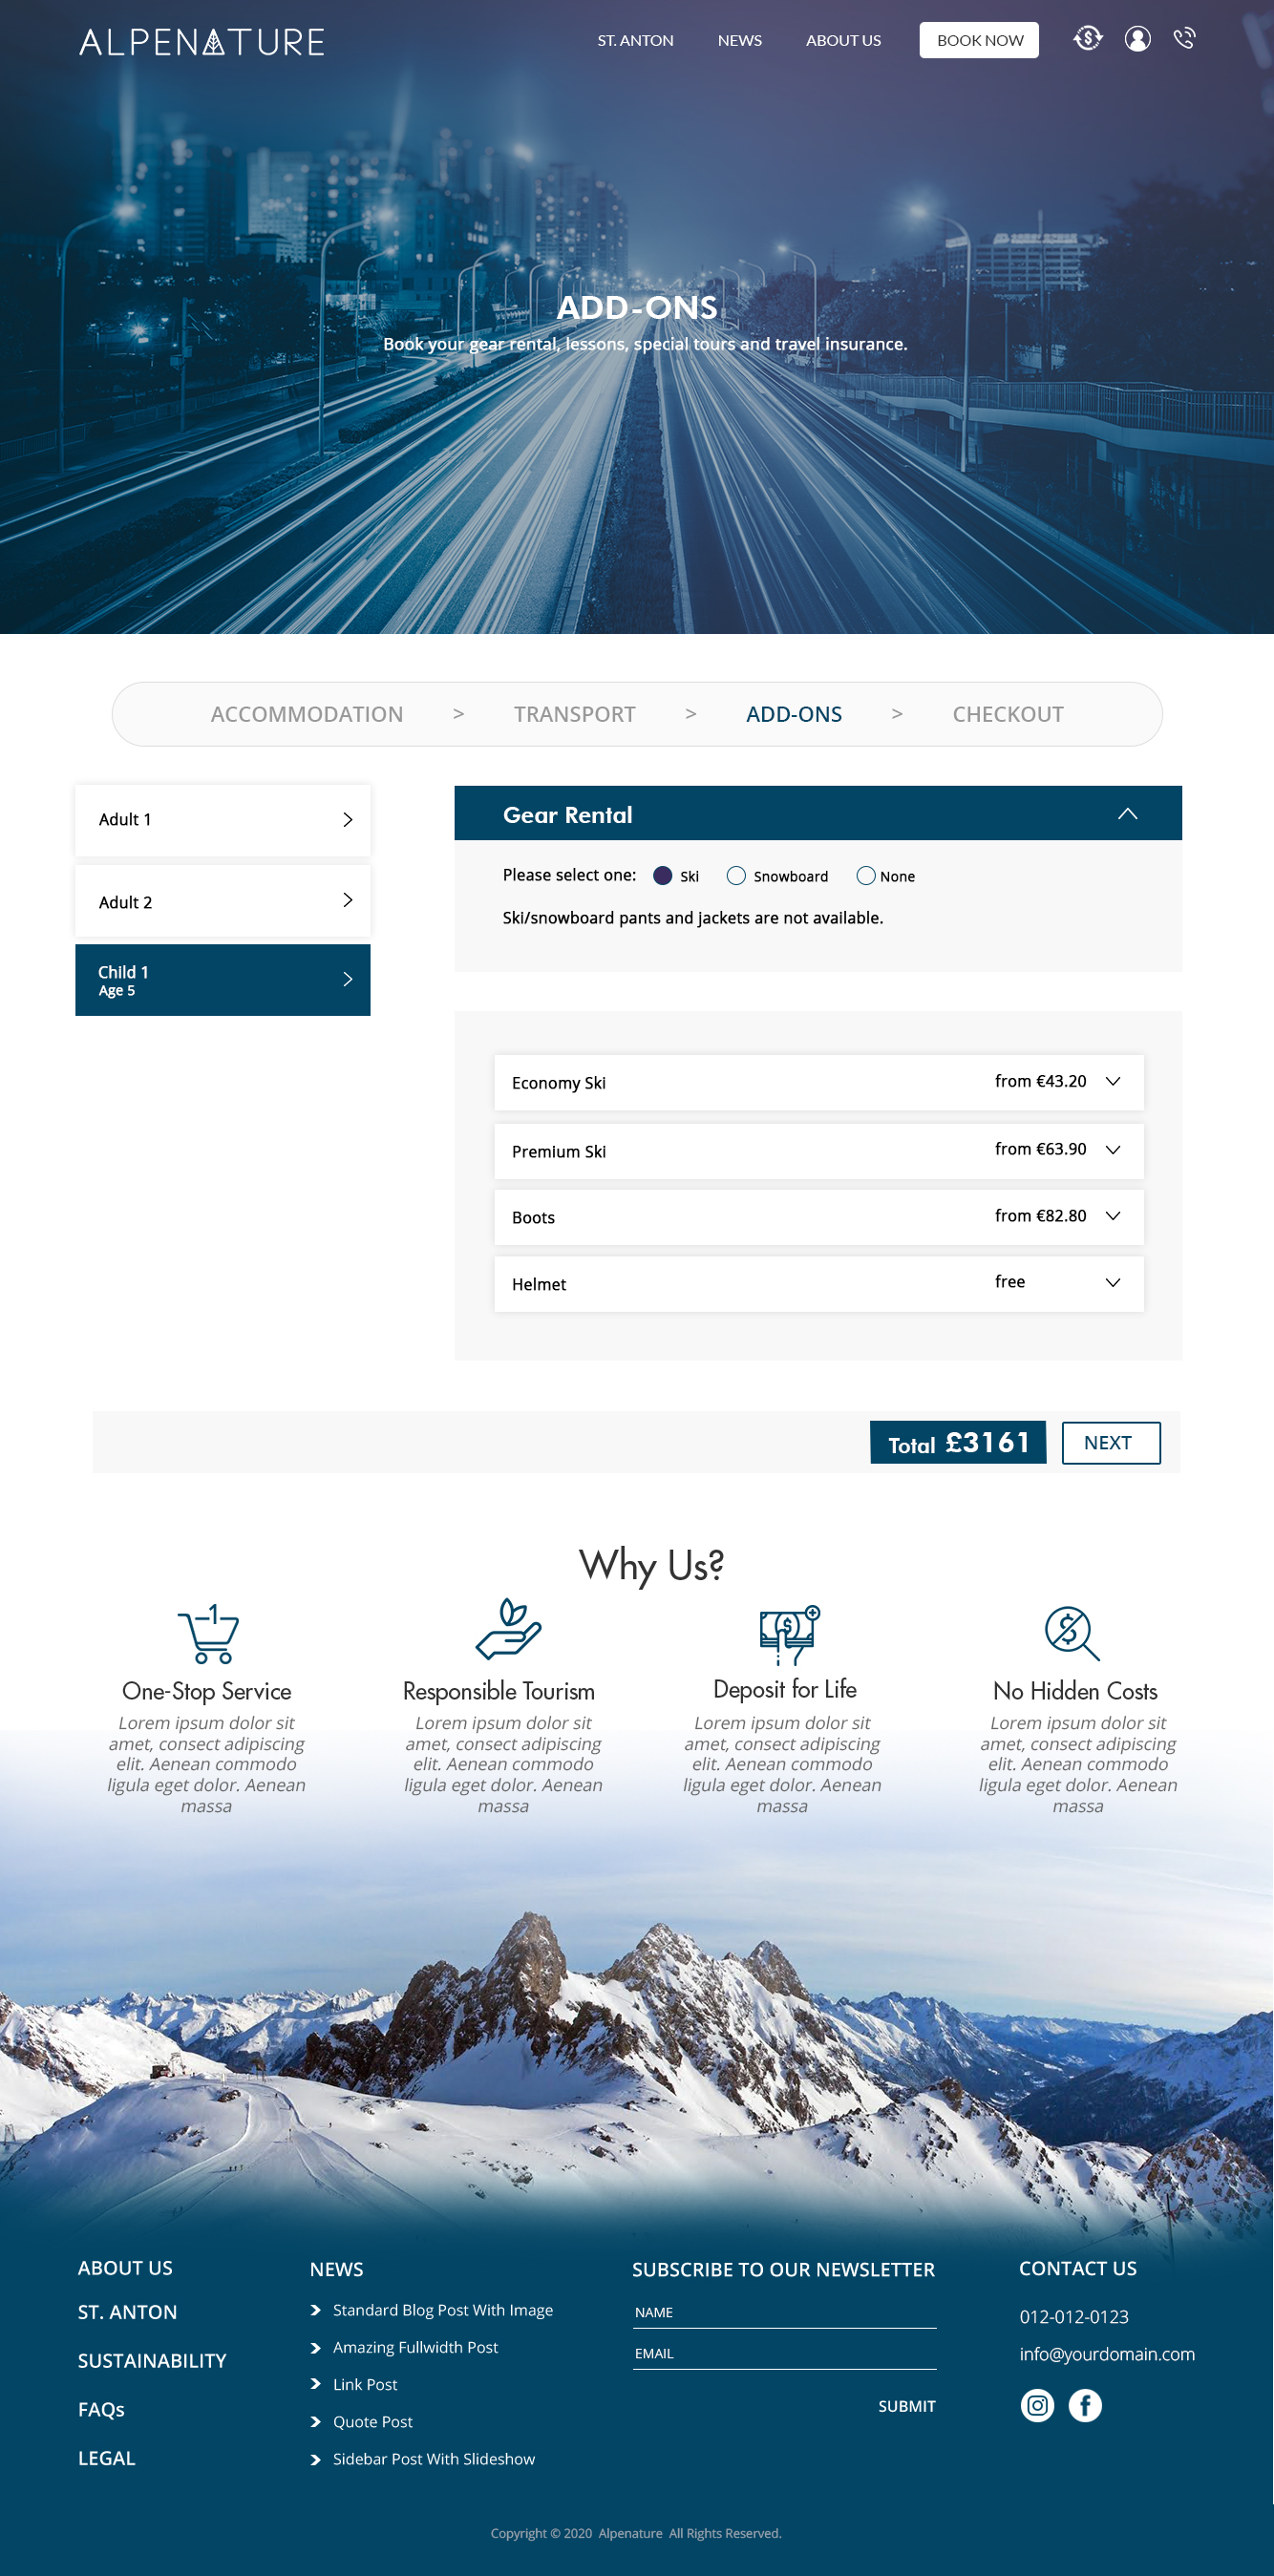 ALPENATURE
ST. ANTON
NEWS
ABOUT US
BOOK NOW
ADD-ONS
Book your gear rental, lessons, special tours and travel insurance.
ACCOMMODATION > TRANSPORT > ADD-ONS > CHECKOUT
Adult 1
Adult 2
Child 1
Age 5
Gear Rental
Please select one: Ski Snowboard None
Ski/snowboard pants and jackets are not available.
Economy Ski from €43.20
Premium Ski from €63.90
Boots from €82.80
Helmet free
Total £3161
NEXT
Why Us?
1
One-Stop Service
Lorem ipsum dolor sit
amet, consect adipiscing
elit. Aenean commodo
ligula eget dolor. Aenean
massa
Responsible Tourism
Lorem ipsum dolor sit
amet, consect adipiscing
elit. Aenean commodo
ligula eget dolor. Aenean
massa
Deposit for Life
Lorem ipsum dolor sit
amet, consect adipiscing
elit. Aenean commodo
ligula eget dolor. Aenean
massa
No Hidden Costs
Lorem ipsum dolor sit
amet, consect adipiscing
elit. Aenean commodo
ligula eget dolor. Aenean
massa
ABOUT US
ST. ANTON
SUSTAINABILITY
FAQs
LEGAL
NEWS
Standard Blog Post With Image
Amazing Fullwidth Post
Link Post
Quote Post
Sidebar Post With Slideshow
SUBSCRIBE TO OUR NEWSLETTER
NAME
EMAIL
SUBMIT
CONTACT US
012-012-0123
info@yourdomain.com
Copyright © 2020 Alpenature All Rights Reserved.